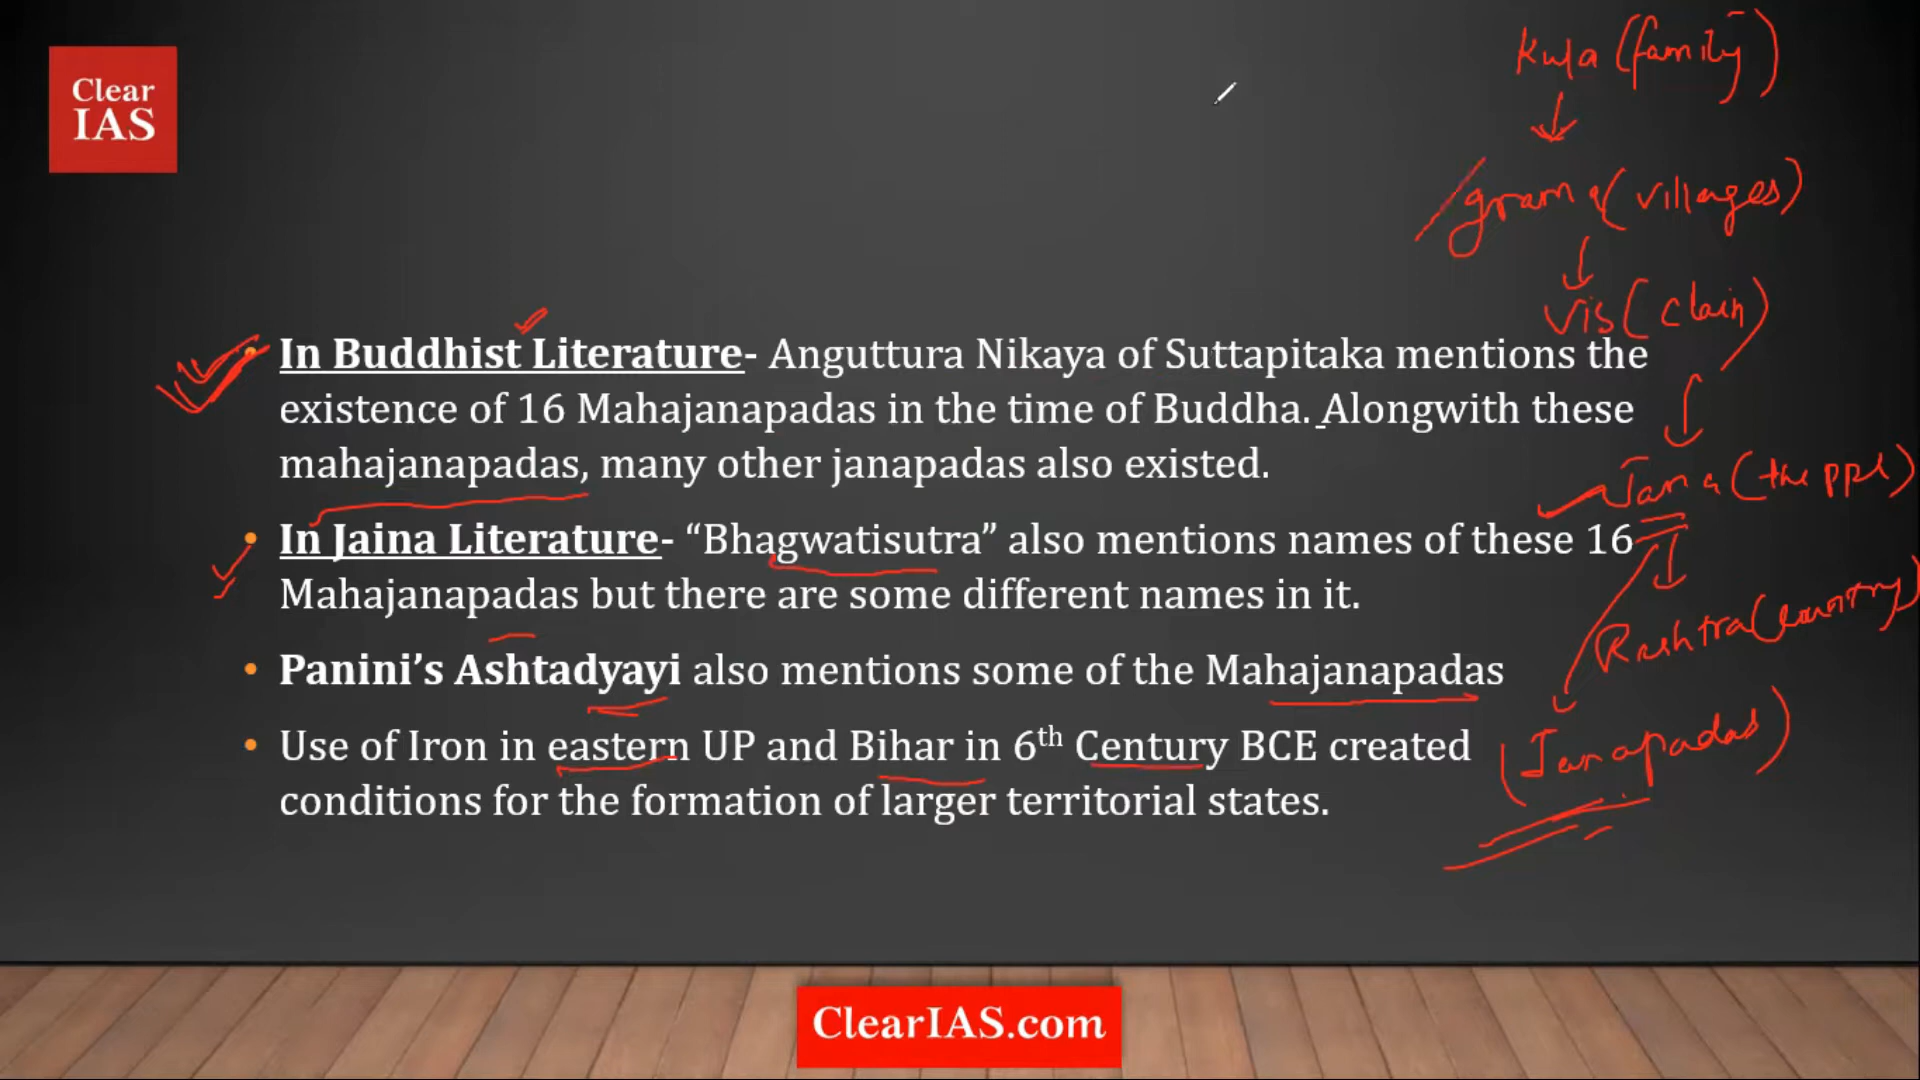 Clear
IAS
Kula (family)
grama (villages)
Vis (clain)
In Buddhist Literature- Anguttura Nikaya of Suttapitaka mentions the
existence of 16 Mahajanapadas in the time of Buddha. Alongwith these
mahajanapadas, many other janapadas also existed.
Jana (the ppl)
In Jaina Literature- “Bhagwatisutra” also mentions names of these 16
Mahajanapadas but there are some different names in it.
Rashtra (country)
Panini’s Ashtadyayi also mentions some of the Mahajanapadas
(Janapadas)
Use of Iron in eastern UP and Bihar in 6th Century BCE created
conditions for the formation of larger territorial states.
ClearIAS.com